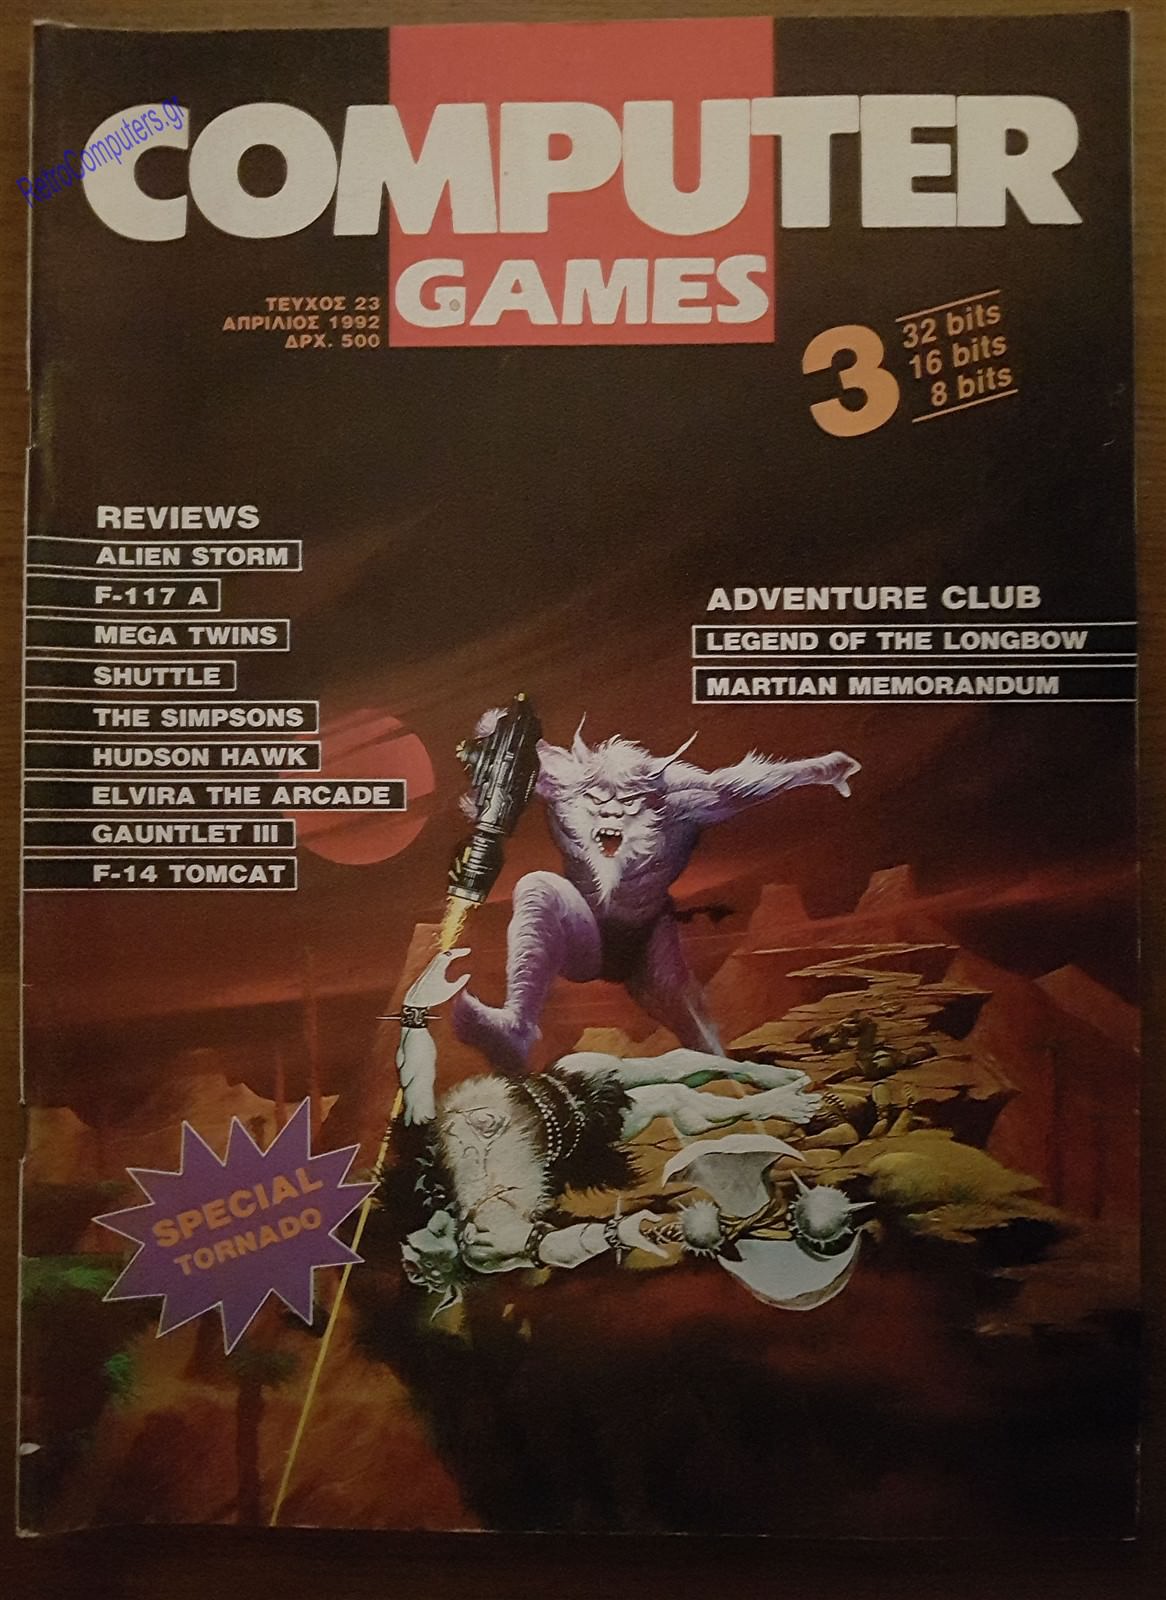 RetroComputers.gr
COMPUTER
GAMES
ΤΕΥΧΟΣ 23
ΑΠΡΙΛΙΟΣ 1992
ΔΡΧ. 500
3
32 bits
16 bits
8 bits
REVIEWS
ALIEN STORM
F-117 A
MEGA TWINS
SHUTTLE
THE SIMPSONS
HUDSON HAWK
ELVIRA THE ARCADE
GAUNTLET III
F-14 TOMCAT
ADVENTURE CLUB
LEGEND OF THE LONGBOW
MARTIAN MEMORANDUM
SPECIAL
TORNADO